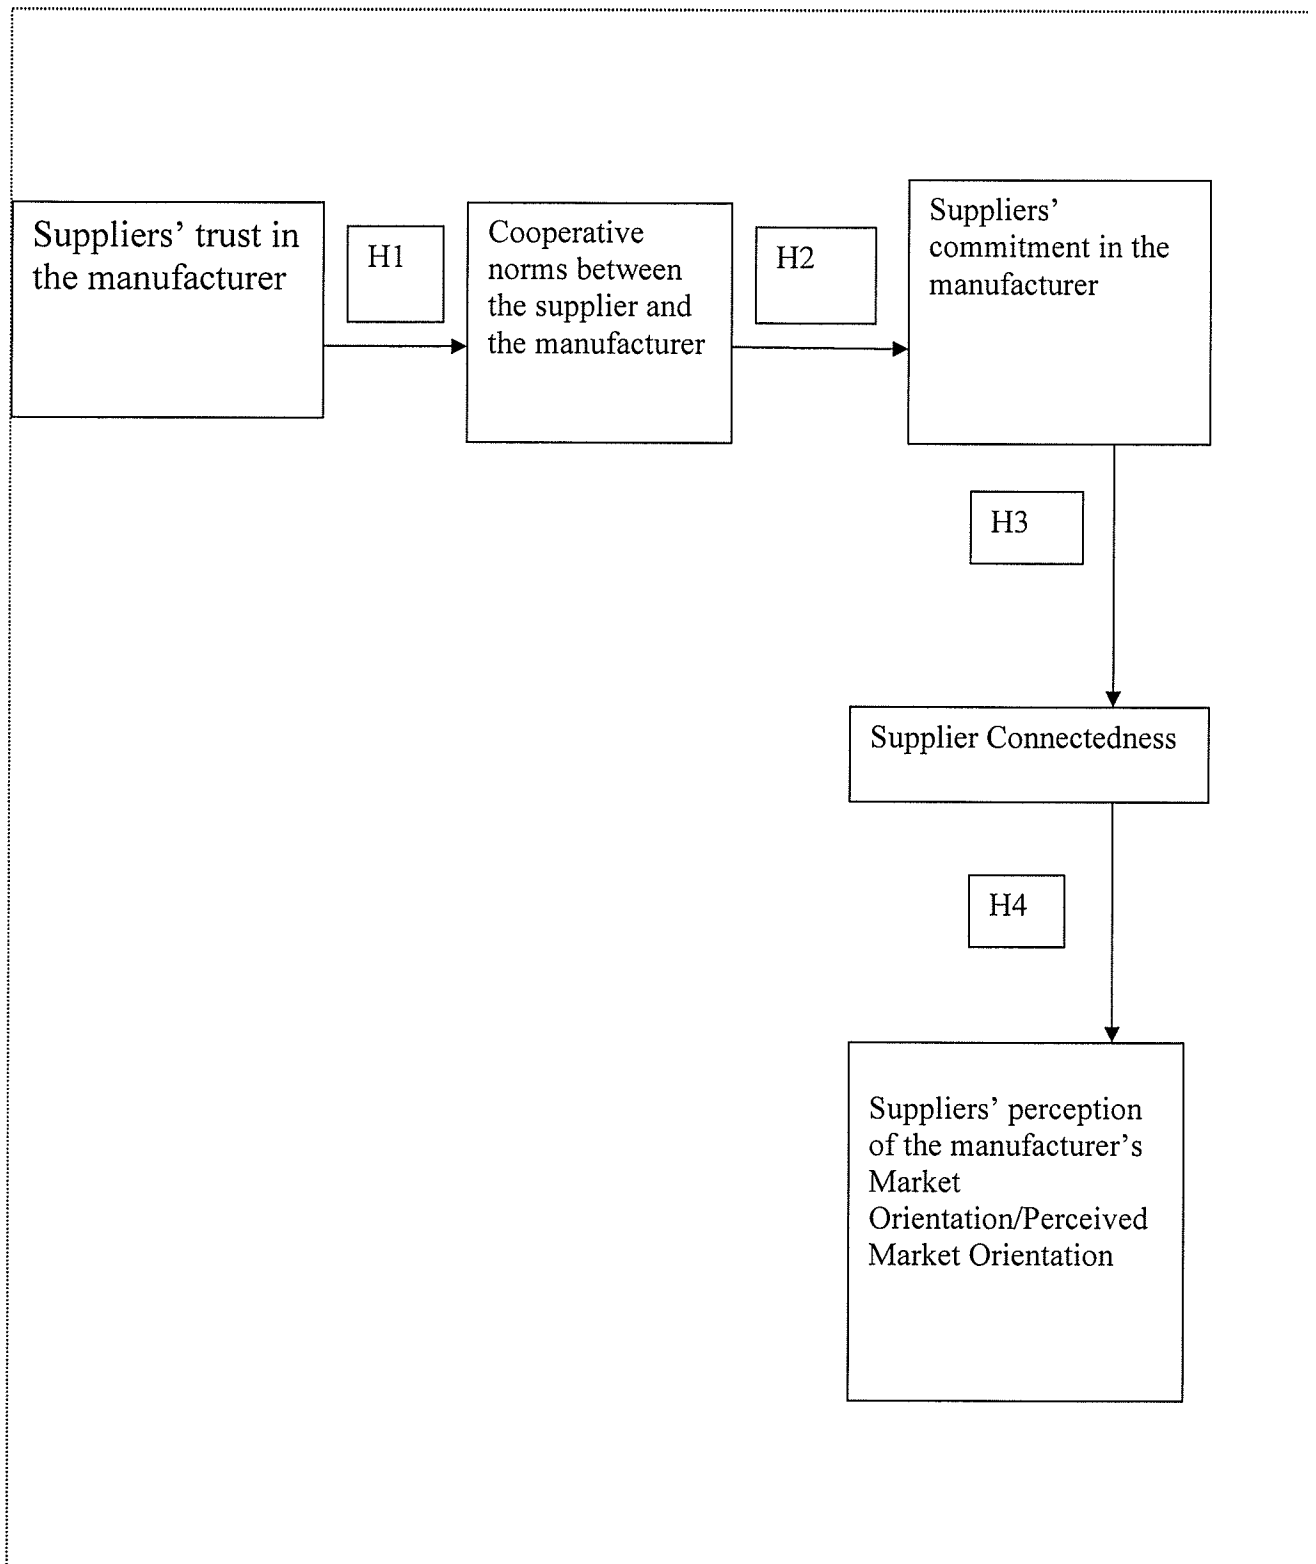 Suppliers’ trust in
the manufacturer
H1
Cooperative
norms between
the supplier and
the manufacturer
H2
Suppliers’
commitment in the
manufacturer
H3
Supplier Connectedness
H4
Suppliers’ perception
of the manufacturer’s
Market
Orientation/Perceived
Market Orientation